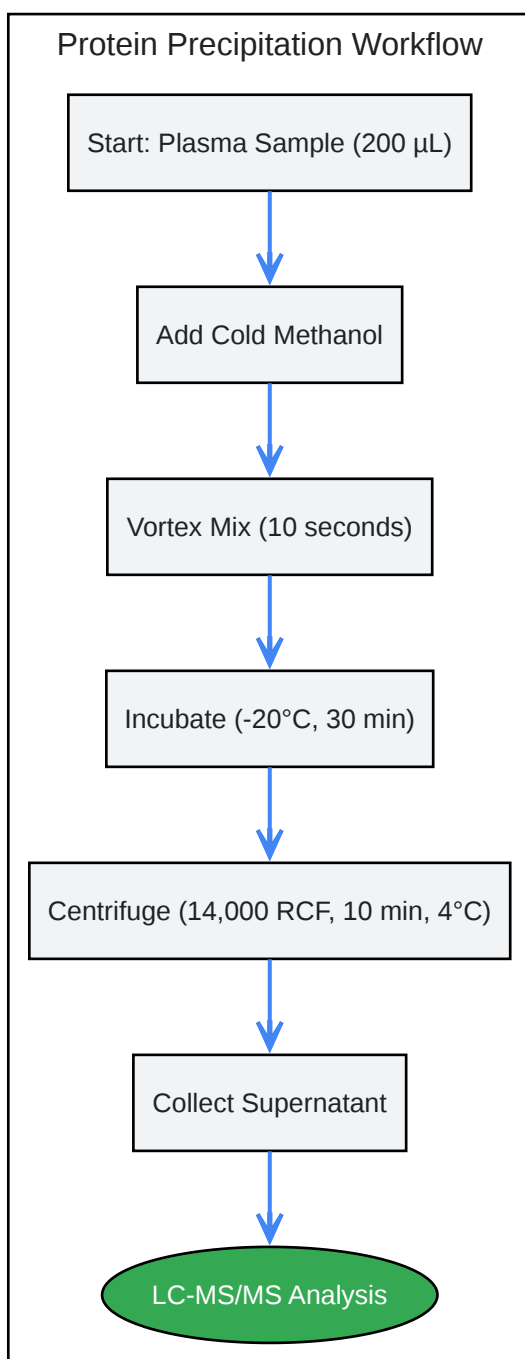 Protein Precipitation Workflow
Start: Plasma Sample (200 µL)
Add Cold Methanol
Vortex Mix (10 seconds)
Incubate (-20°C, 30 min)
Centrifuge (14,000 RCF, 10 min, 4°C)
Collect Supernatant
LC-MS/MS Analysis